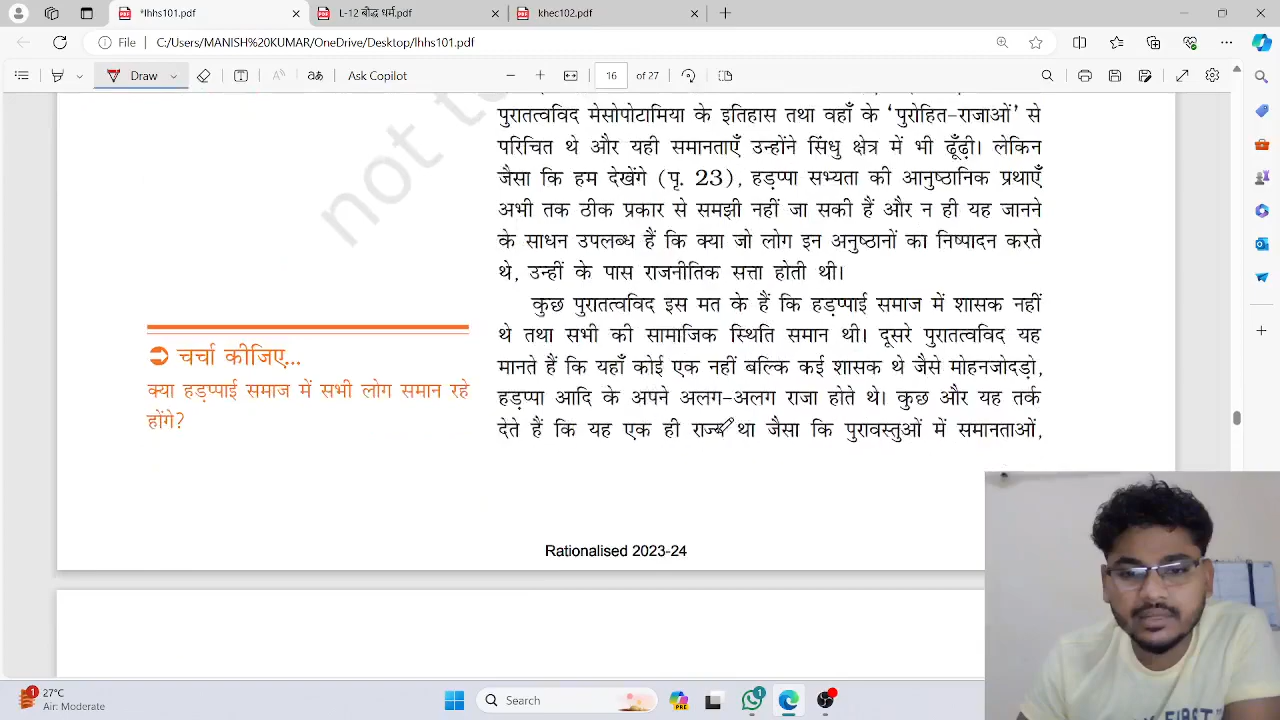 *lhhs101.pdf
L-12 बौद्ध धर्म.pdf
khec102.pdf
File
C:/Users/MANISH%20KUMAR/OneDrive/Desktop/lhhs101.pdf
Draw
Ask Copilot
16 of 27
not t
पुरातत्वविद मेसोपोटामिया के इतिहास तथा वहाँ के ‘पुरोहित-राजाओं’ से
परिचित थे और यही समानताएँ उन्होंने सिंधु क्षेत्र में भी ढूँढ़ी। लेकिन
जैसा कि हम देखेंगे (पृ. 23), हड़प्पा सभ्यता की आनुष्ठानिक प्रथाएँ
अभी तक ठीक प्रकार से समझी नहीं जा सकी हैं और न ही यह जानने
के साधन उपलब्ध हैं कि क्या जो लोग इन अनुष्ठानों का निष्पादन करते
थे, उन्हीं के पास राजनीतिक सत्ता होती थी।
कुछ पुरातत्वविद इस मत के हैं कि हड़प्पाई समाज में शासक नहीं
थे तथा सभी की सामाजिक स्थिति समान थी। दूसरे पुरातत्वविद यह
मानते हैं कि यहाँ कोई एक नहीं बल्कि कई शासक थे जैसे मोहनजोदड़ो,
हड़प्पा आदि के अपने अलग-अलग राजा होते थे। कुछ और यह तर्क
देते हैं कि यह एक ही राज्य था जैसा कि पुरावस्तुओं में समानताओं,
चर्चा कीजिए...
क्या हड़प्पाई समाज में सभी लोग समान रहे
होंगे?
Rationalised 2023-24
1
27°C
Air: Moderate
Search
PRE
1